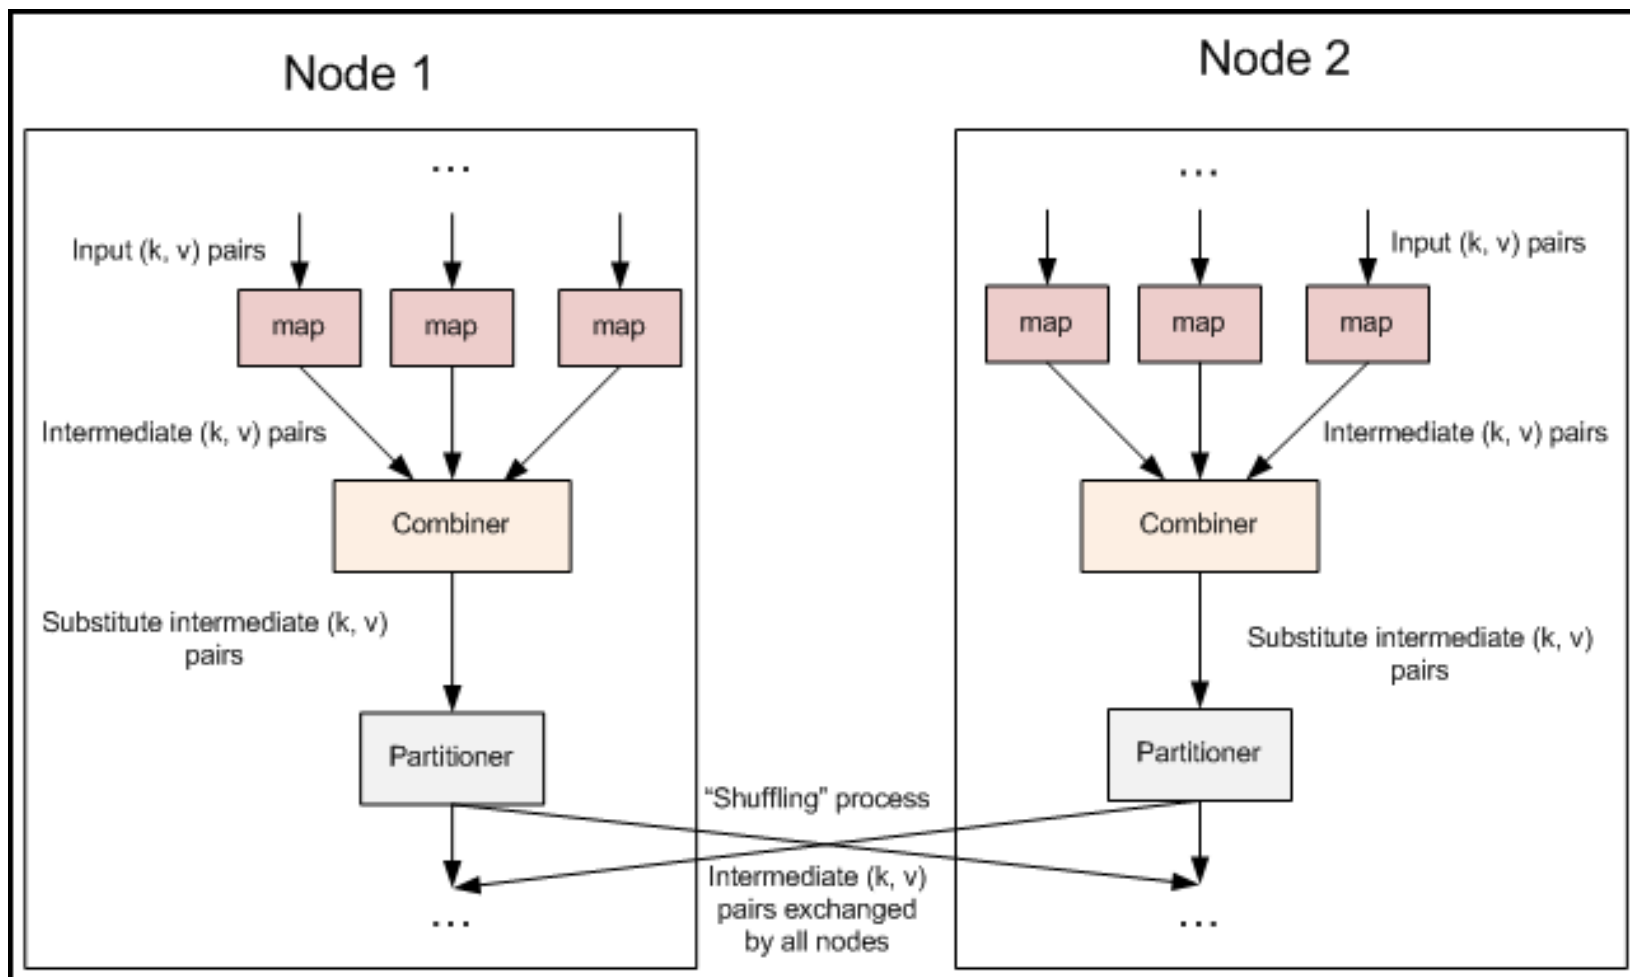 Node 1
Node 2
...
...
Input (k, v) pairs
Input (k, v) pairs
map
map
map
map
map
map
Intermediate (k, v) pairs
Intermediate (k, v) pairs
Combiner
Combiner
Substitute intermediate (k, v)
pairs
Substitute intermediate (k, v)
pairs
Partitioner
Partitioner
“Shuffling” process
Intermediate (k, v)
pairs exchanged
by all nodes
...
...